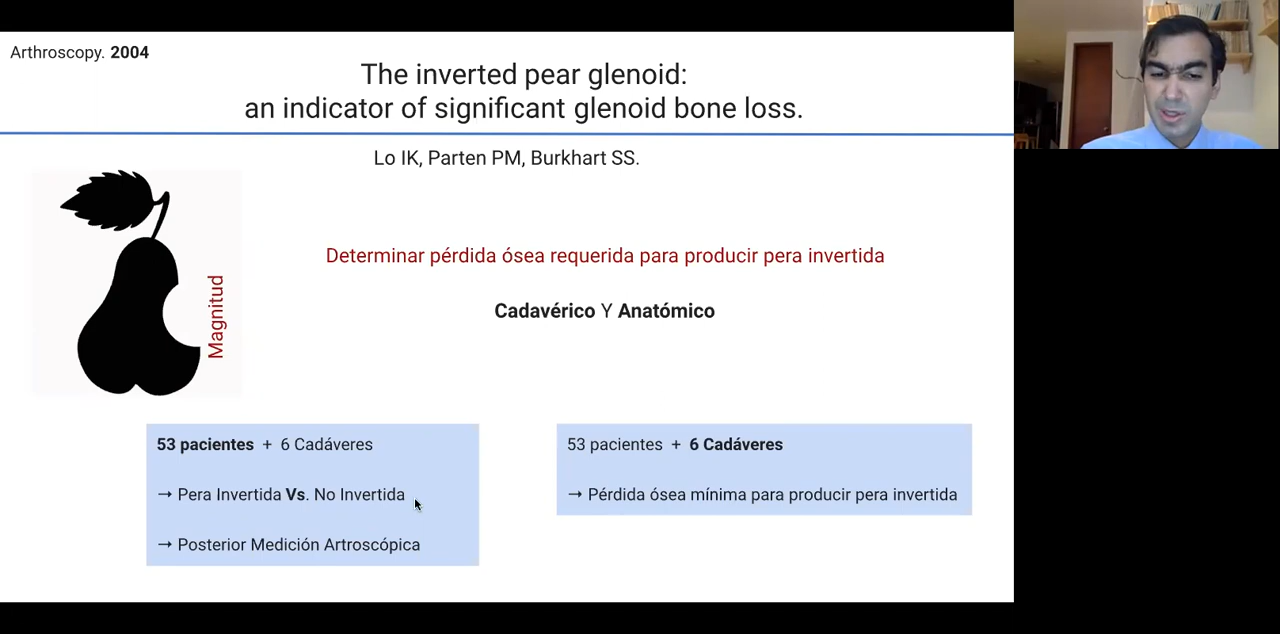 Arthroscopy. 2004
The inverted pear glenoid:
an indicator of significant glenoid bone loss.
Lo IK, Parten PM, Burkhart SS.
Magnitud
Determinar pérdida ósea requerida para producir pera invertida
Cadavérico Y Anatómico
53 pacientes + 6 Cadáveres
→ Pera Invertida Vs. No Invertida
→ Posterior Medición Artroscópica
53 pacientes + 6 Cadáveres
→ Pérdida ósea mínima para producir pera invertida